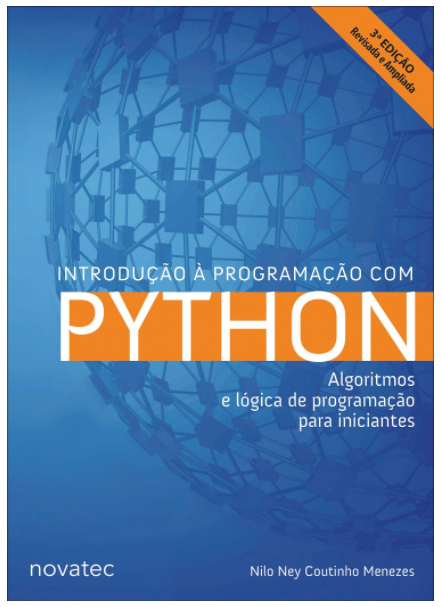 3ª EDIÇÃO
Revisada e Ampliada
INTRODUÇÃO À PROGRAMAÇÃO COM
PYTHON
Algoritmos
e lógica de programação
para iniciantes
novatec
Nilo Ney Coutinho Menezes